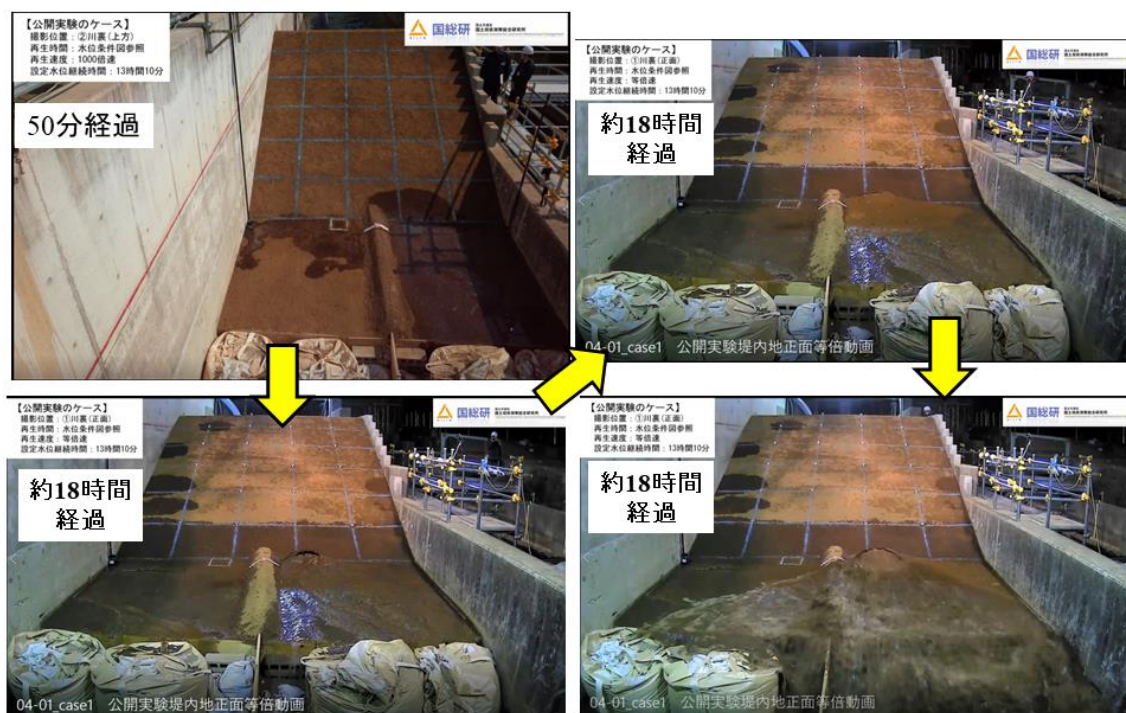 【公開実験のケース】
撮影位置：②川裏(上方)
再生時間：水位条件図参照
再生速度：1000倍速
設定水位継続時間：13時間10分
国総研
50分経過
【公開実験のケース】
撮影位置：①川裏(正面)
再生時間：水位条件図参照
再生速度：等倍速
設定水位継続時間：13時間10分
国総研
約18時間
経過
04-01_case1 公開実験堤内地正面等倍動画
【公開実験のケース】
撮影位置：①川裏(正面)
再生時間：水位条件図参照
再生速度：等倍速
設定水位継続時間：13時間10分
国総研
約18時間
経過
04-01_case1 公開実験堤内地正面等倍動画
【公開実験のケース】
撮影位置：①川裏(正面)
再生時間：水位条件図参照
再生速度：等倍速
設定水位継続時間：13時間10分
国総研
約18時間
経過
04-01_case1 公開実験堤内地正面等倍動画